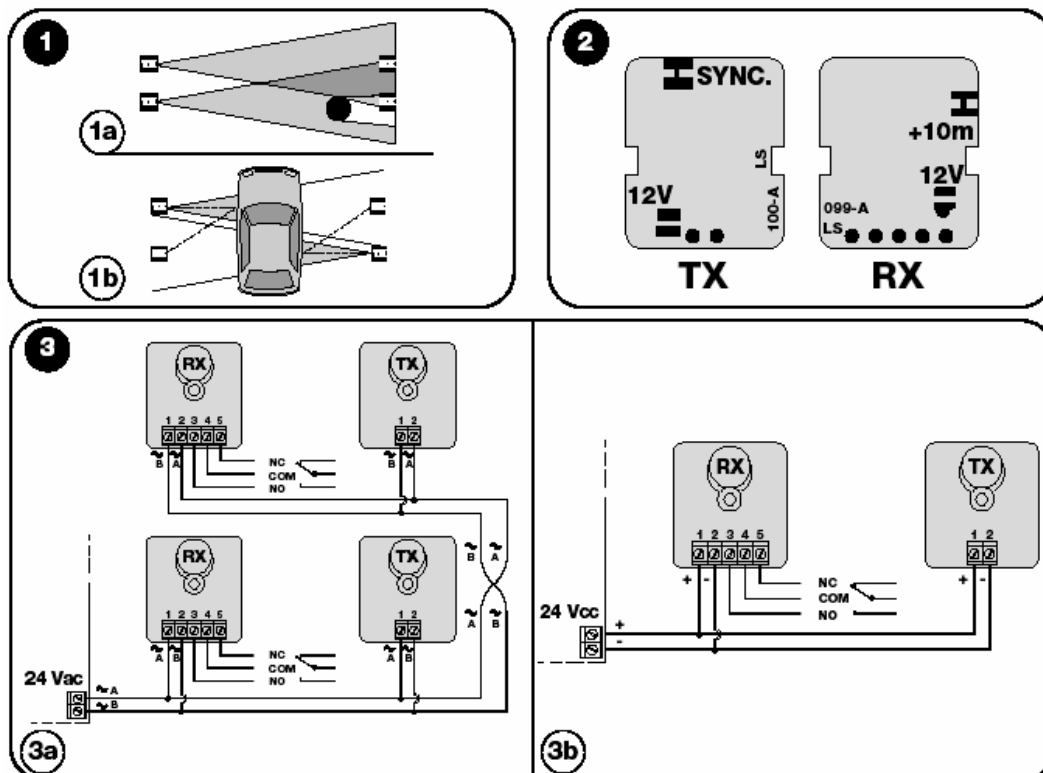 1
1a
1b
2
SYNC.
12V
LS
100-A
TX
+10m
12V
099-A
LS
RX
3
RX
1 2 3 4 5
B A
NC
COM
NO
TX
1 2
B A
B A
RX
1 2 3 4 5
A B
NC
COM
NO
TX
1 2
A B
A B
24 Vac
A
B
3a
RX
1 2 3 4 5
+ -
NC
COM
NO
TX
1 2
+ -
24 Vcc
+
-
3b